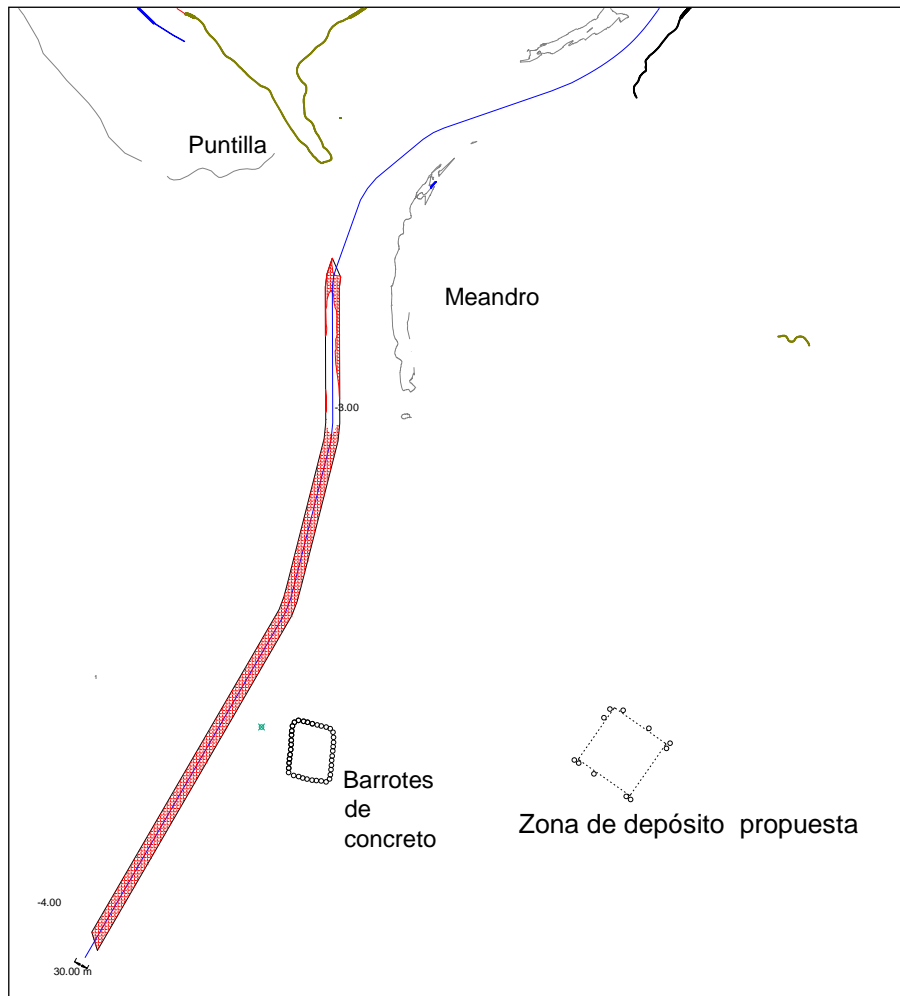 Puntilla
Meandro
-3.00
Barrotes
de
concreto
Zona de depósito propuesta
-4.00
30.00 m